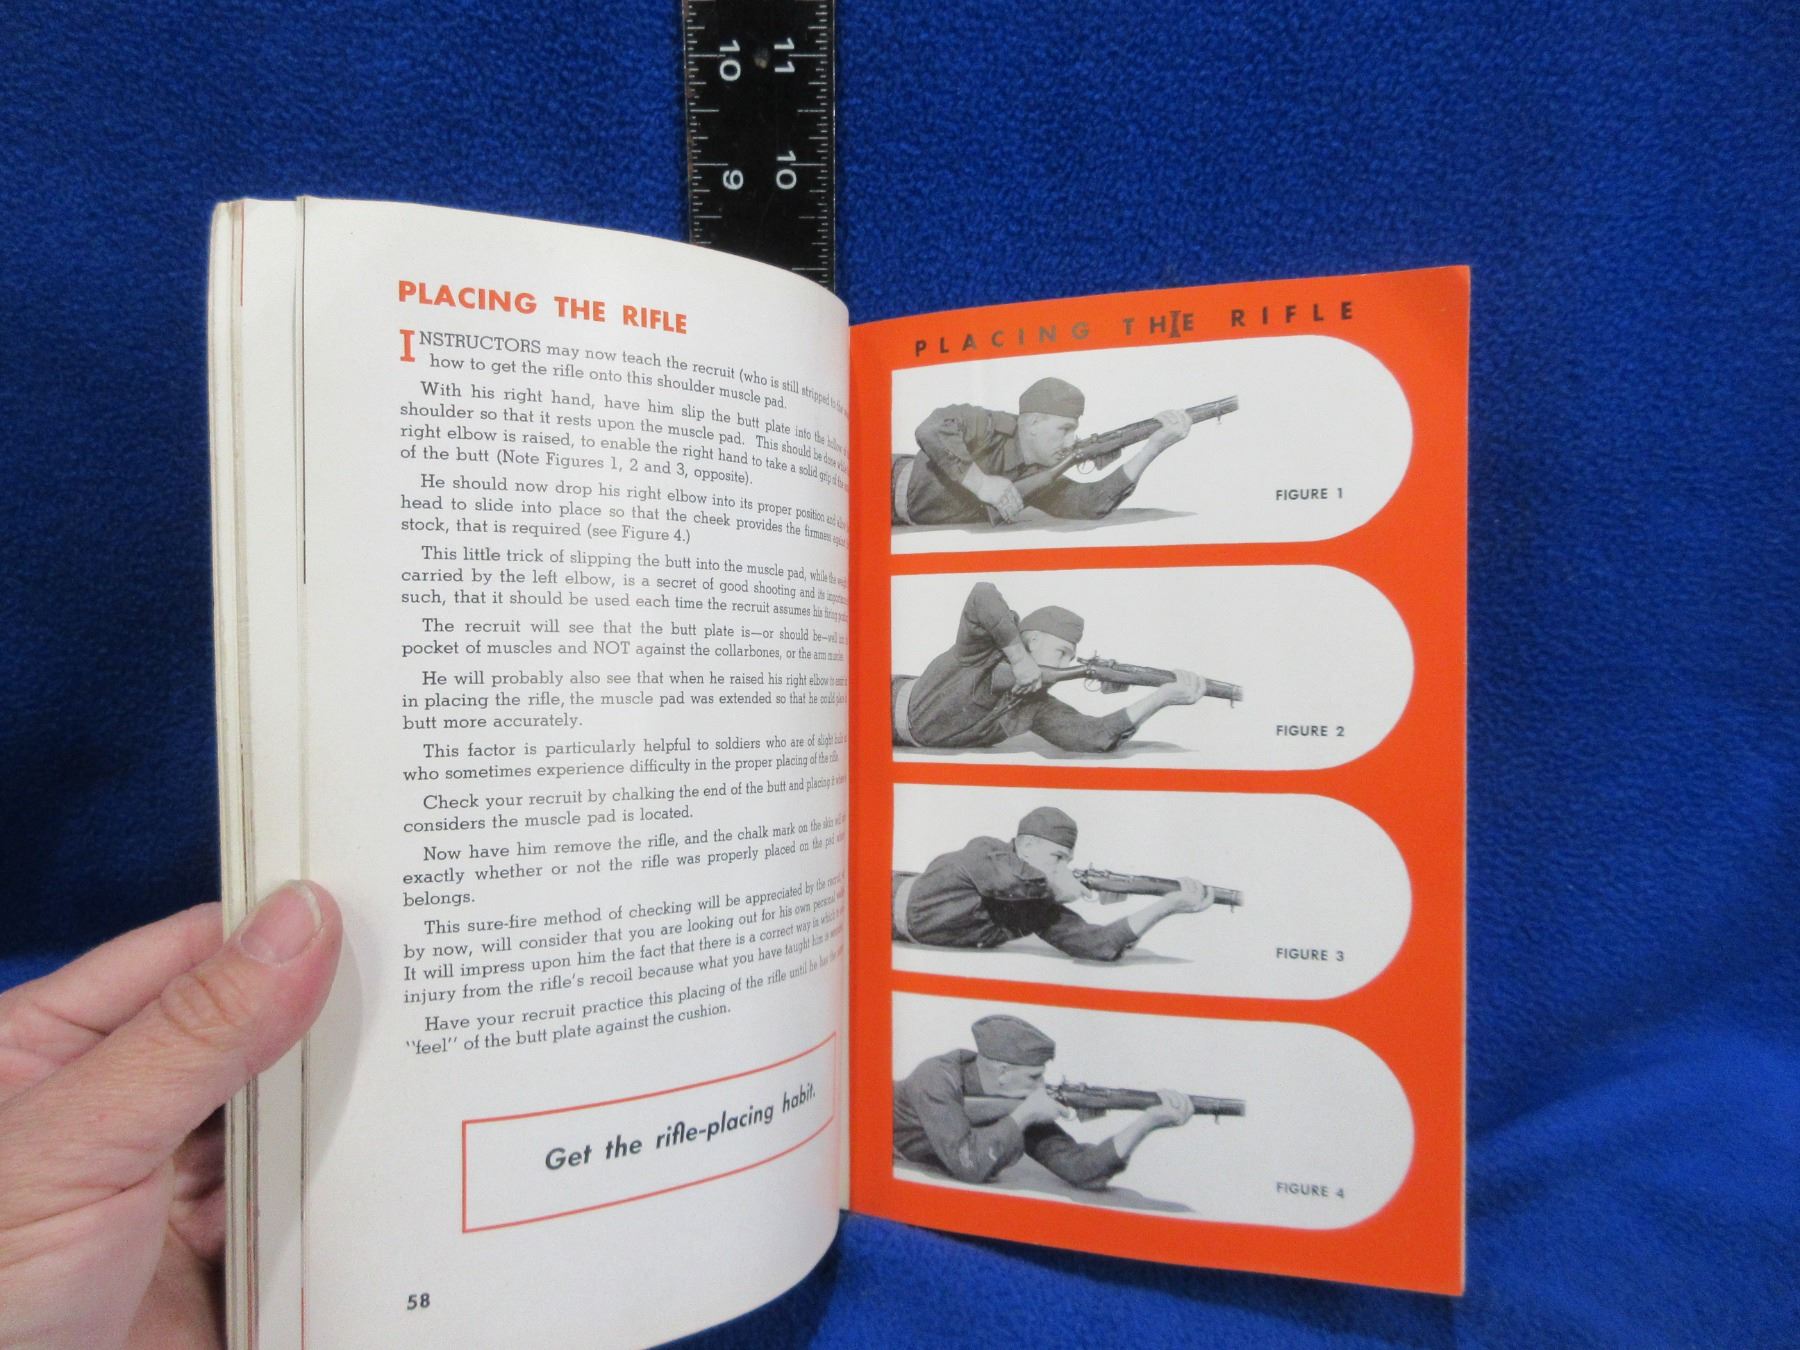 10 11
9 10
PLACING THE RIFLE
INSTRUCTORS may now teach the recruit (who is still stripped to the
how to get the rifle onto this shoulder muscle pad.
With his right hand, have him slip the butt plate into the hollow
shoulder so that it rests upon the muscle pad. This should be done while
right elbow is raised, to enable the right hand to take a solid grip of the
of the butt (Note Figures 1, 2 and 3, opposite).
He should now drop his right elbow into its proper position and
head to slide into place so that the cheek provides the firmness against
stock, that is required (see Figure 4.)
This little trick of slipping the butt into the muscle pad, while the
carried by the left elbow, is a secret of good shooting and its
such, that it should be used each time the recruit assumes his firing
The recruit will see that the butt plate is—or should be—well
pocket of muscles and NOT against the collarbones, or the arm
He will probably also see that when he raised his right elbow to
in placing the rifle, the muscle pad was extended so that he could
butt more accurately.
This factor is particularly helpful to soldiers who are of slight
who sometimes experience difficulty in the proper placing of the rifle.
Check your recruit by chalking the end of the butt and placing it
considers the muscle pad is located.
Now have him remove the rifle, and the chalk mark on the skin will
exactly whether or not the rifle was properly placed on the pad
belongs.
This sure-fire method of checking will be appreciated by the
by now, will consider that you are looking out for his own personal
It will impress upon him the fact that there is a correct way in which to
injury from the rifle's recoil because what you have taught him is
Have your recruit practice this placing of the rifle until he has the
"feel" of the butt plate against the cushion.
Get the rifle-placing habit.
58
PLACING THE RIFLE
FIGURE 1
FIGURE 2
FIGURE 3
FIGURE 4